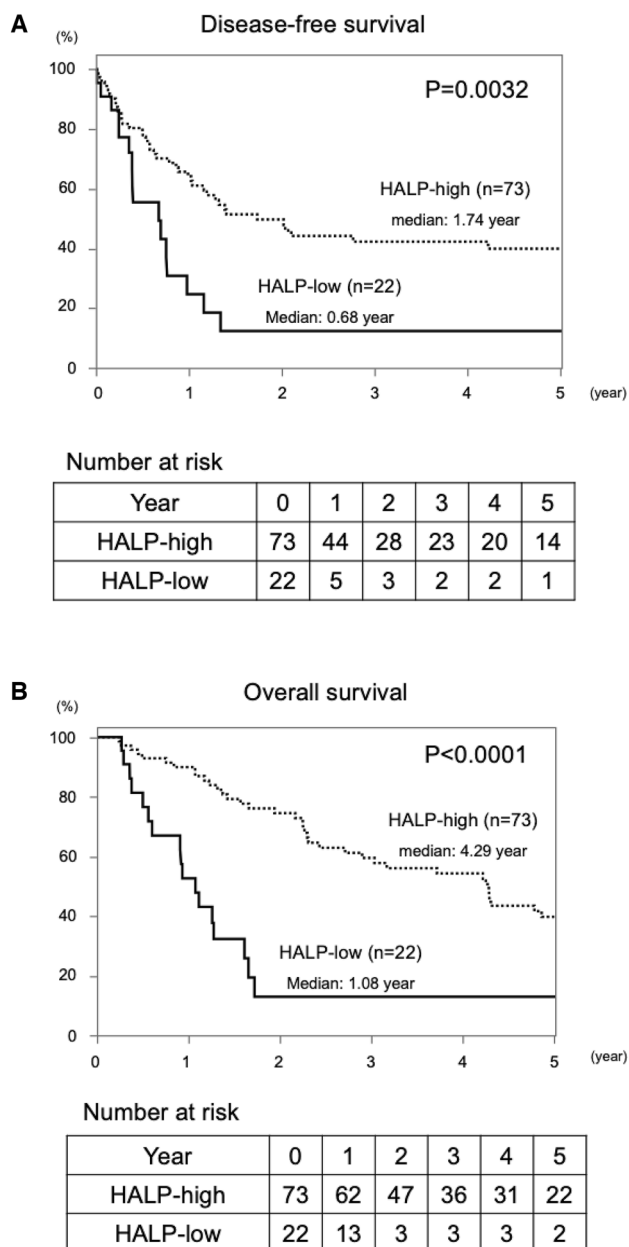 A
Disease-free survival
(%)
100
80
60
40
20
0
P=0.0032
HALP-high (n=73)
median: 1.74 year
HALP-low (n=22)
Median: 0.68 year
0 1 2 3 4 5 (year)
Number at risk
Year 0 1 2 3 4 5
HALP-high 73 44 28 23 20 14
HALP-low 22 5 3 2 2 1
B
Overall survival
(%)
100
80
60
40
20
0
P<0.0001
HALP-high (n=73)
median: 4.29 year
HALP-low (n=22)
Median: 1.08 year
0 1 2 3 4 5 (year)
Number at risk
Year 0 1 2 3 4 5
HALP-high 73 62 47 36 31 22
HALP-low 22 13 3 3 3 2